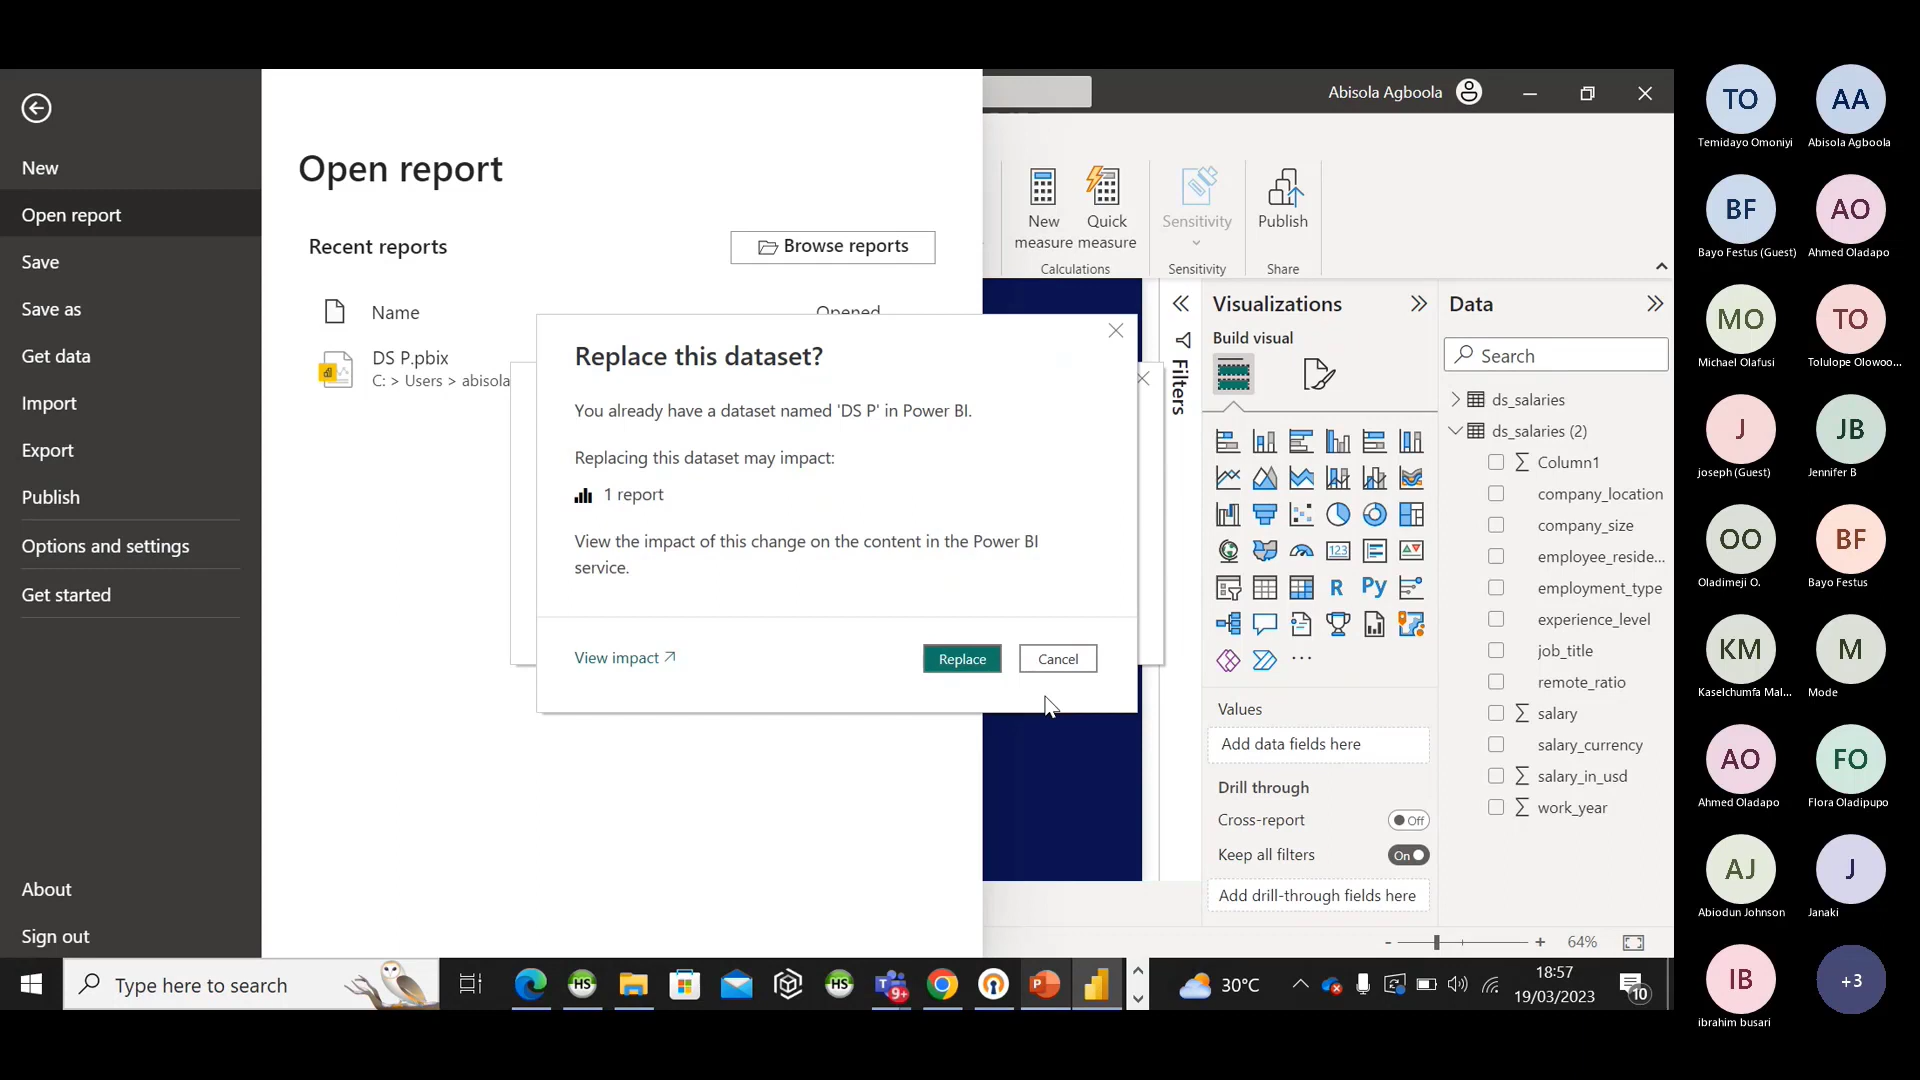 New
Open report
Save
Save as
Get data
Import
Export
Publish
Options and settings
Get started
About
Sign out
Open report
Recent reports
Browse reports
Name
Opened
DS P.pbix
C: > Users > abisola
Replace this dataset?
You already have a dataset named 'DS P' in Power BI.
Replacing this dataset may impact:
1 report
View the impact of this change on the content in the Power BI
service.
View impact
Replace
Cancel
Abisola Agboola
New
measure
Quick
measure
Calculations
Sensitivity
Sensitivity
Publish
Share
Filters
Visualizations
Build visual
123
R
Py
...
Values
Add data fields here
Drill through
Cross-report
Off
Keep all filters
On
Add drill-through fields here
Data
Search
ds_salaries
ds_salaries (2)
Column1
company_location
company_size
employee_reside...
employment_type
experience_level
job_title
remote_ratio
salary
salary_currency
salary_in_usd
work_year
- + 64%
Type here to search
HS
HS
9+
P
30°C
18:57
19/03/2023
10
TO
Temidayo Omoniyi
AA
Abisola Agboola
BF
Bayo Festus (Guest)
AO
Ahmed Oladapo
MO
Michael Olafusi
TO
Tolulope Olowoo...
J
joseph (Guest)
JB
Jennifer B
OO
Oladimeji O.
BF
Bayo Festus
KM
Kaselchumfa Mal...
M
Mode
AO
Ahmed Oladapo
FO
Flora Oladipupo
AJ
Abiodun Johnson
J
Janaki
IB
ibrahim busari
+3